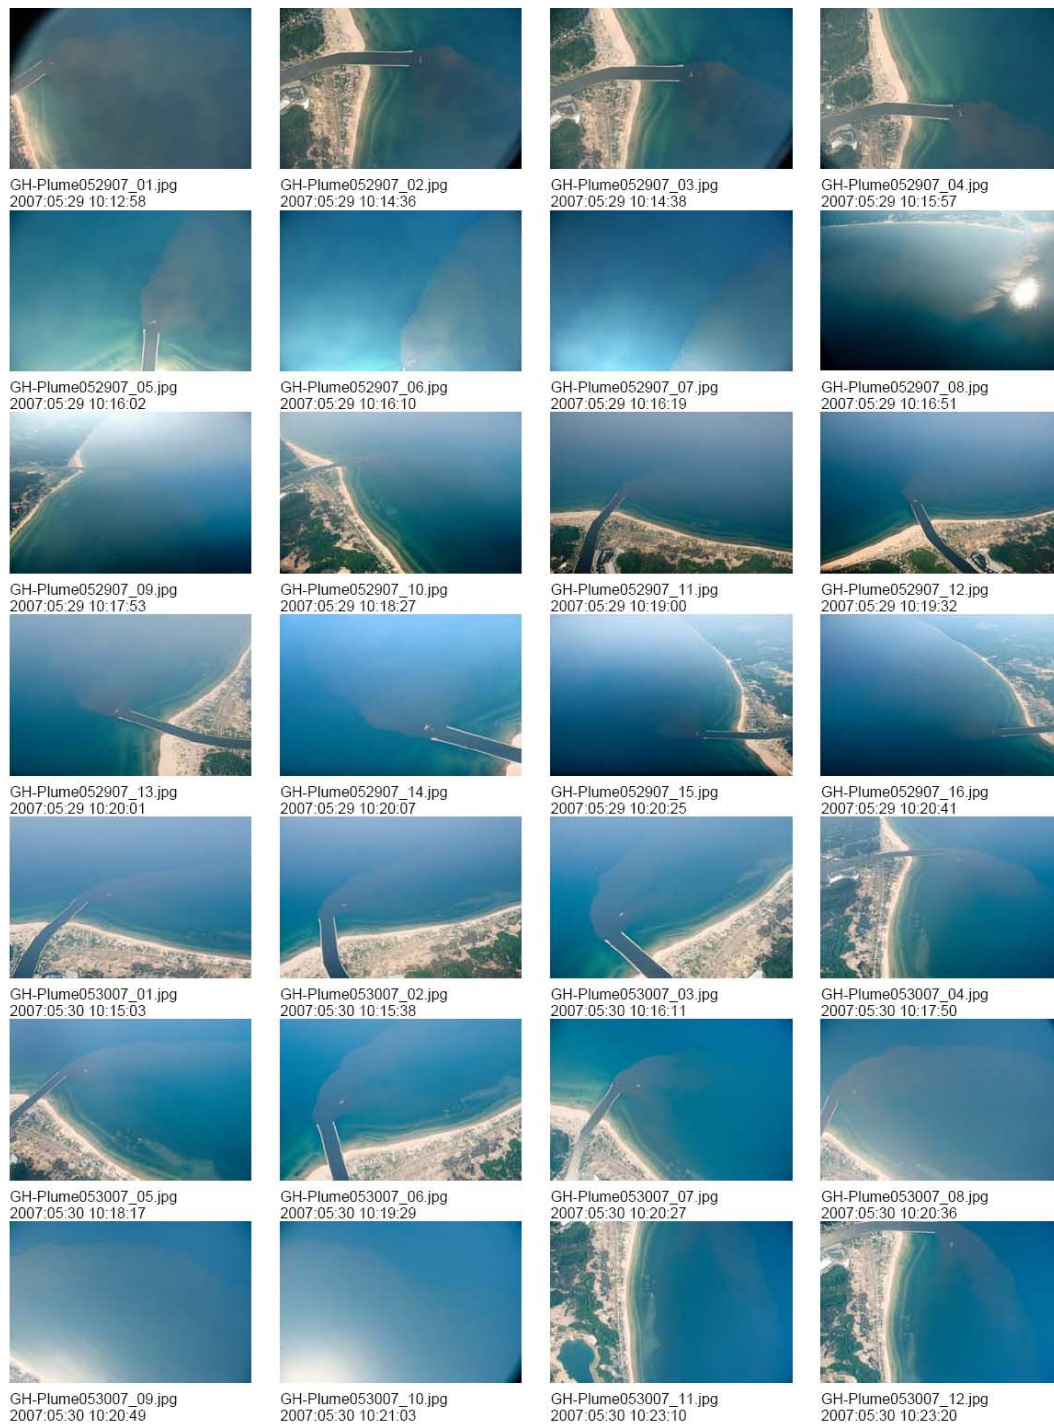 GH-Plume052907_01.jpg
2007:05:29 10:12:58
GH-Plume052907_02.jpg
2007:05:29 10:14:36
GH-Plume052907_03.jpg
2007:05:29 10:14:38
GH-Plume052907_04.jpg
2007:05:29 10:15:57
GH-Plume052907_05.jpg
2007:05:29 10:16:02
GH-Plume052907_06.jpg
2007:05:29 10:16:10
GH-Plume052907_07.jpg
2007:05:29 10:16:19
GH-Plume052907_08.jpg
2007:05:29 10:16:51
GH-Plume052907_09.jpg
2007:05:29 10:17:53
GH-Plume052907_10.jpg
2007:05:29 10:18:27
GH-Plume052907_11.jpg
2007:05:29 10:19:00
GH-Plume052907_12.jpg
2007:05:29 10:19:32
GH-Plume052907_13.jpg
2007:05:29 10:20:01
GH-Plume052907_14.jpg
2007:05:29 10:20:07
GH-Plume052907_15.jpg
2007:05:29 10:20:25
GH-Plume052907_16.jpg
2007:05:29 10:20:41
GH-Plume053007_01.jpg
2007:05:30 10:15:03
GH-Plume053007_02.jpg
2007:05:30 10:15:38
GH-Plume053007_03.jpg
2007:05:30 10:16:11
GH-Plume053007_04.jpg
2007:05:30 10:17:50
GH-Plume053007_05.jpg
2007:05:30 10:18:17
GH-Plume053007_06.jpg
2007:05:30 10:19:29
GH-Plume053007_07.jpg
2007:05:30 10:20:27
GH-Plume053007_08.jpg
2007:05:30 10:20:36
GH-Plume053007_09.jpg
2007:05:30 10:20:49
GH-Plume053007_10.jpg
2007:05:30 10:21:03
GH-Plume053007_11.jpg
2007:05:30 10:23:10
GH-Plume053007_12.jpg
2007:05:30 10:23:20